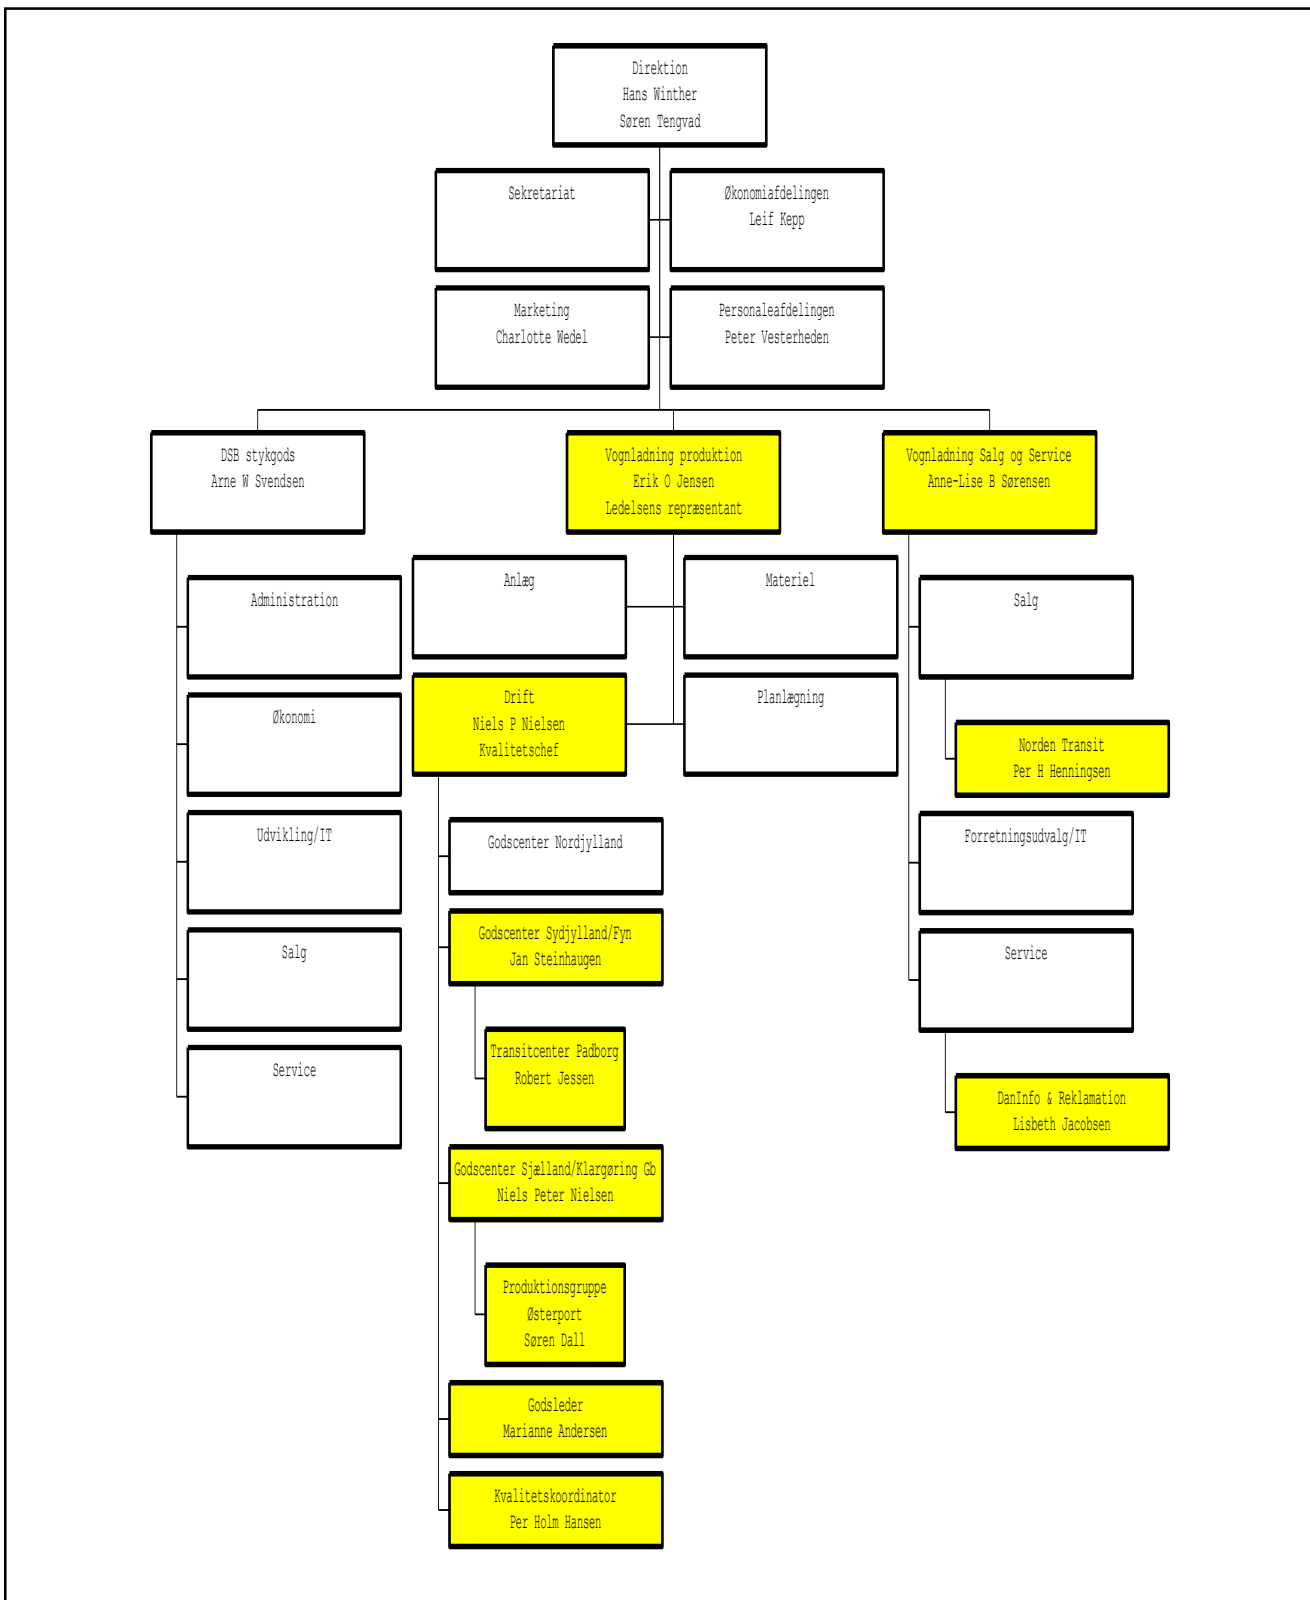 Direktion
Hans Winther
Søren Tengvad
Sekretariat
Økonomiafdelingen
Leif Kepp
Marketing
Charlotte Wedel
Personaleafdelingen
Peter Vesterheden
DSB stykgods
Arne W Svendsen
Vognladning produktion
Erik O Jensen
Ledelsens repræsentant
Vognladning Salg og Service
Anne-Lise B Sørensen
Administration
Økonomi
Udvikling/IT
Salg
Service
Anlæg
Materiel
Drift
Niels P Nielsen
Kvalitetschef
Planlægning
Godscenter Nordjylland
Godscenter Sydjylland/Fyn
Jan Steinhaugen
Transitcenter Padborg
Robert Jessen
Godscenter Sjælland/Klargøring Gb
Niels Peter Nielsen
Produktionsgruppe
Østerport
Søren Dall
Godsleder
Marianne Andersen
Kvalitetskoordinator
Per Holm Hansen
Salg
Norden Transit
Per H Henningsen
Forretningsudvalg/IT
Service
DanInfo & Reklamation
Lisbeth Jacobsen